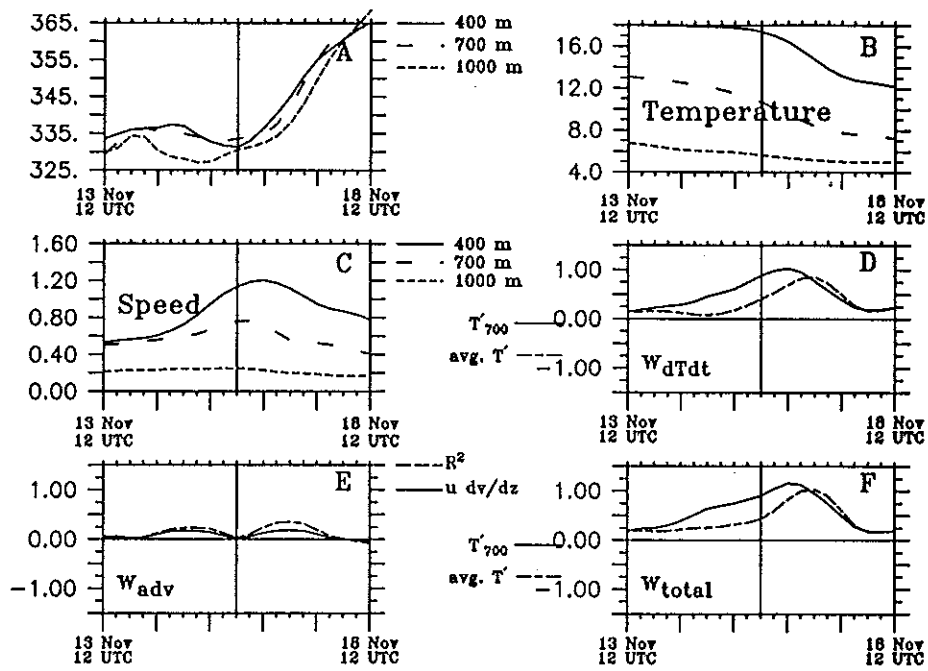 365.
355.
345.
335.
325.
A
13 Nov
12 UTC
18 Nov
12 UTC
400 m
700 m
1000 m
16.0
12.0
8.0
4.0
B
Temperature
13 Nov
12 UTC
18 Nov
12 UTC
1.60
1.20
0.80
0.40
0.00
C
Speed
13 Nov
12 UTC
18 Nov
12 UTC
400 m
700 m
1000 m
T'700
avg. T'
1.00
0.00
-1.00
D
WdTdt
13 Nov
12 UTC
18 Nov
12 UTC
1.00
0.00
-1.00
E
Wadv
13 Nov
12 UTC
18 Nov
12 UTC
R²
u dv/dz
T'700
avg. T'
1.00
0.00
-1.00
F
Wtotal
13 Nov
12 UTC
18 Nov
12 UTC